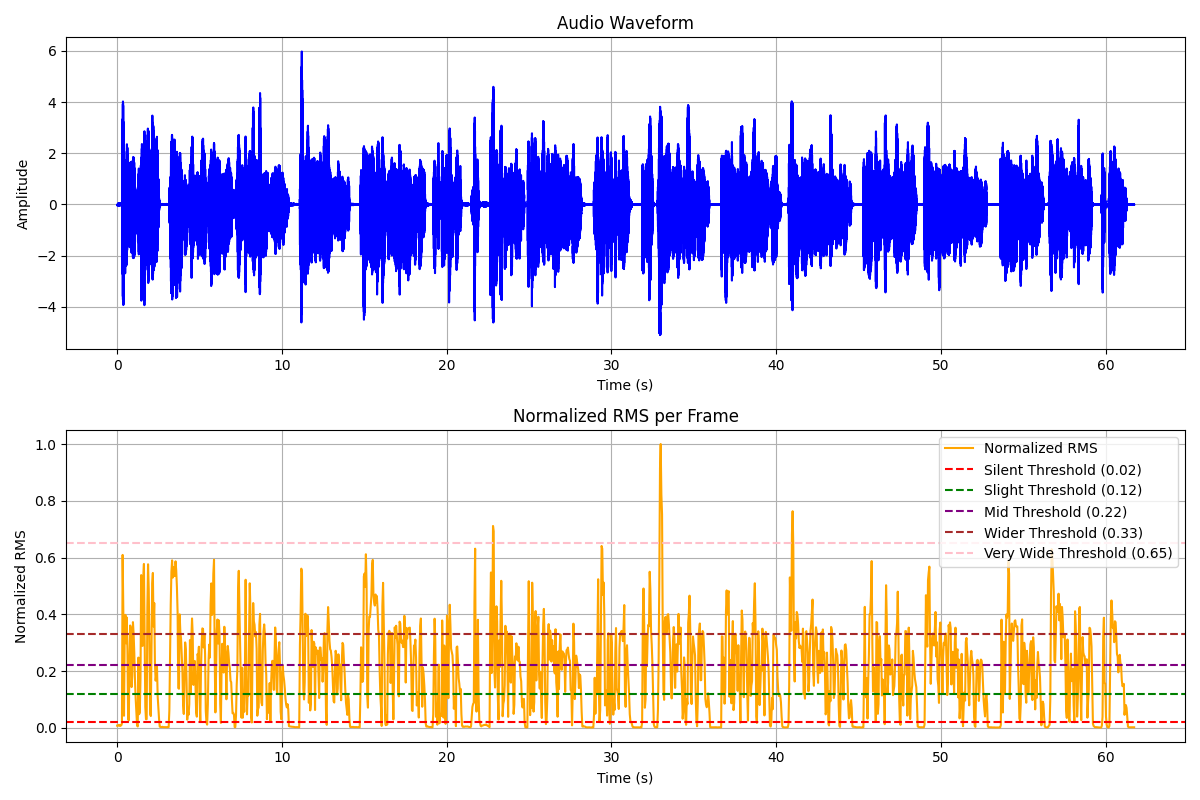 Audio Waveform
6
4
2
0
−2
−4
Amplitude
0 10 20 30 40 50 60
Time (s)
Normalized RMS per Frame
1.0
0.8
0.6
0.4
0.2
0.0
Normalized RMS
Normalized RMS
Silent Threshold (0.02)
Slight Threshold (0.12)
Mid Threshold (0.22)
Wider Threshold (0.33)
Very Wide Threshold (0.65)
0 10 20 30 40 50 60
Time (s)